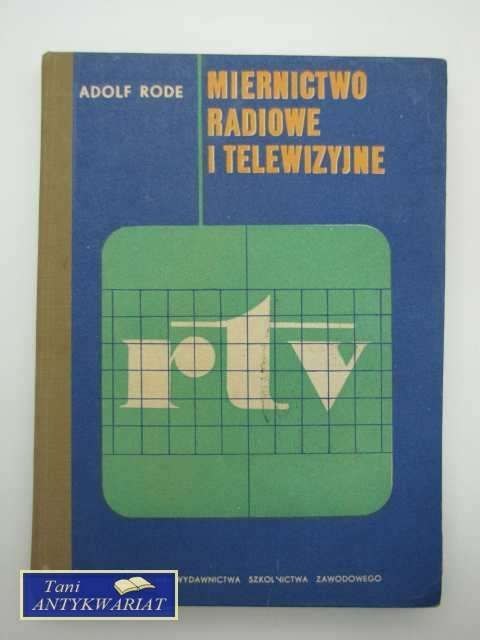 ADOLF RODE
MIERNICTWO
RADIOWE
I TELEWIZYJNE
rtv
WYDAWNICTWA SZKOLNICTWA ZAWODOWEGO
Tani
ANTYKWARIAT